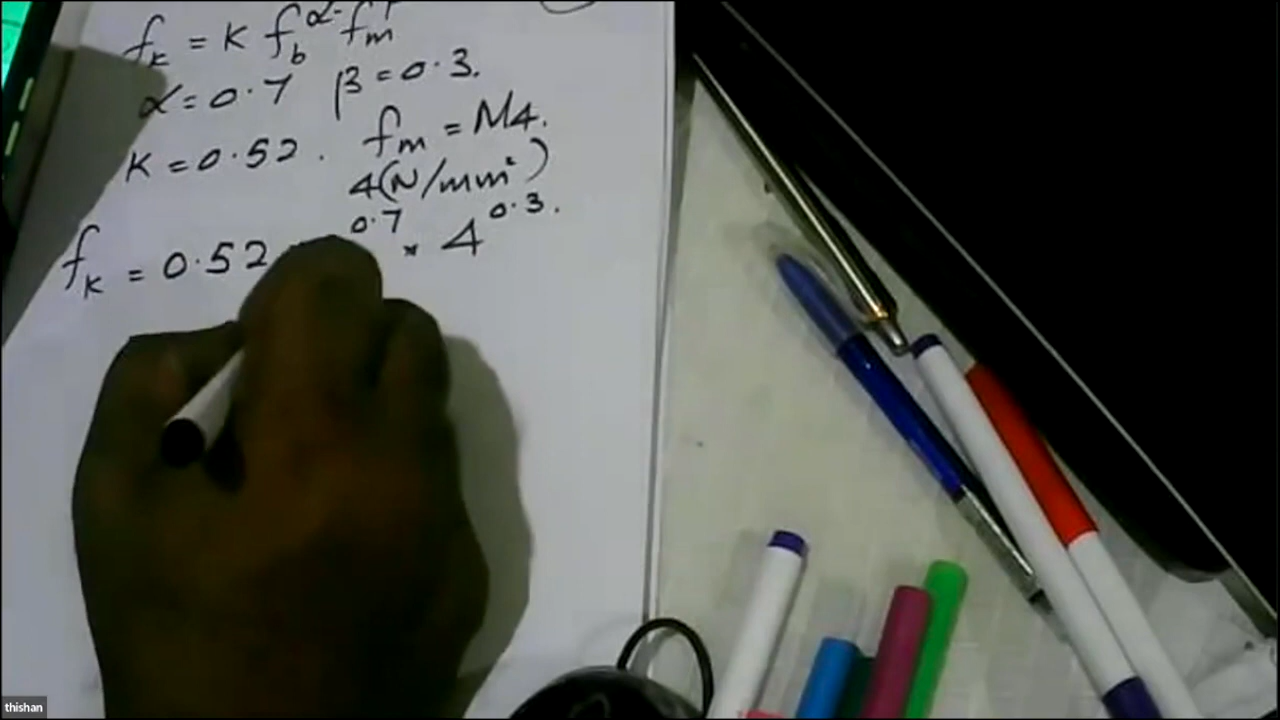 fk = K fb^α fm
α = 0.7 β = 0.3.
K = 0.52. fm = M4.
4(N/mm²)
fk = 0.52 ^0.7 * 4^0.3.
thishan